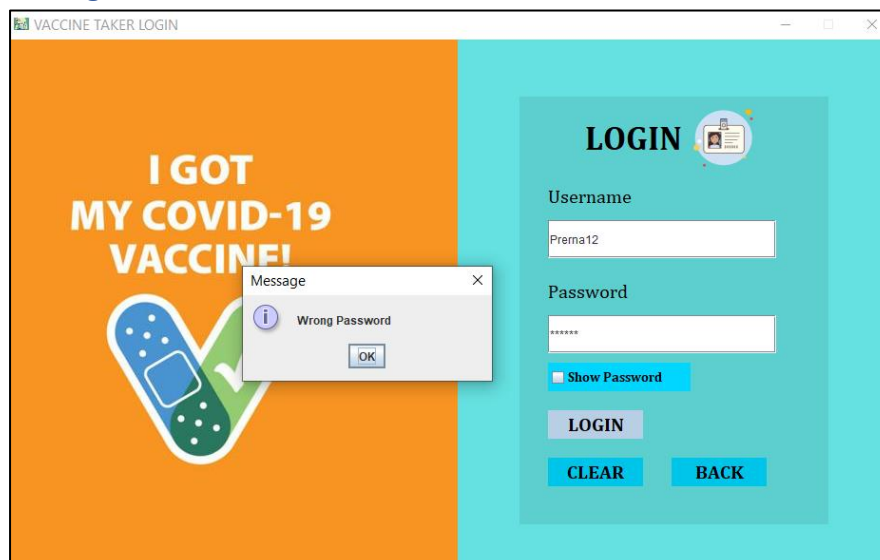 VACCINE TAKER LOGIN
I GOT
MY COVID-19
VACCINE!
Message
Wrong Password
OK
LOGIN
Username
Prerna12
Password
******
Show Password
LOGIN
CLEAR BACK